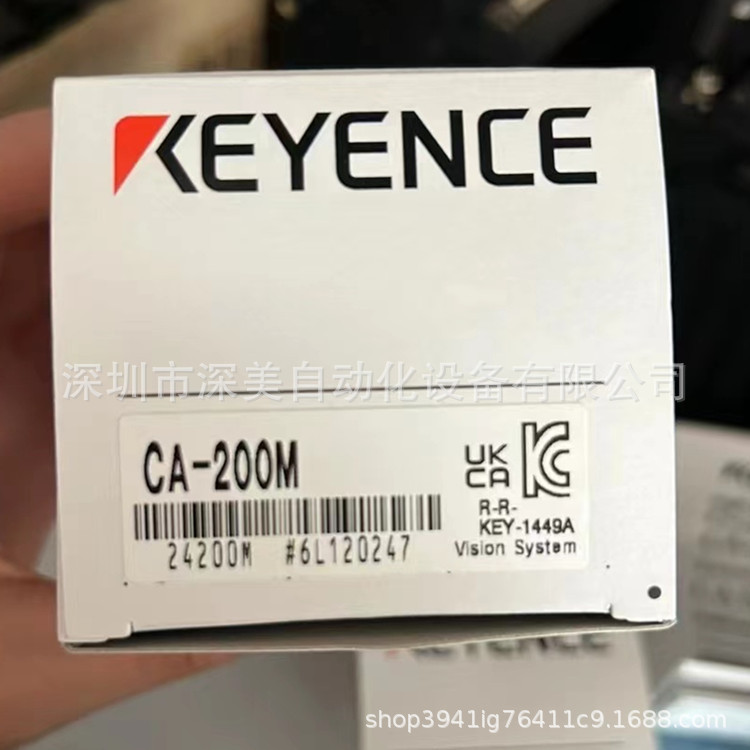 KEYENCE
深圳市深美自动化设备有限公司
CA-200M
UK
CA
R-R-
KEY-1449A
24200M #6L120247
Vision System
KEYENCE
shop3941ig76411c9.1688.com